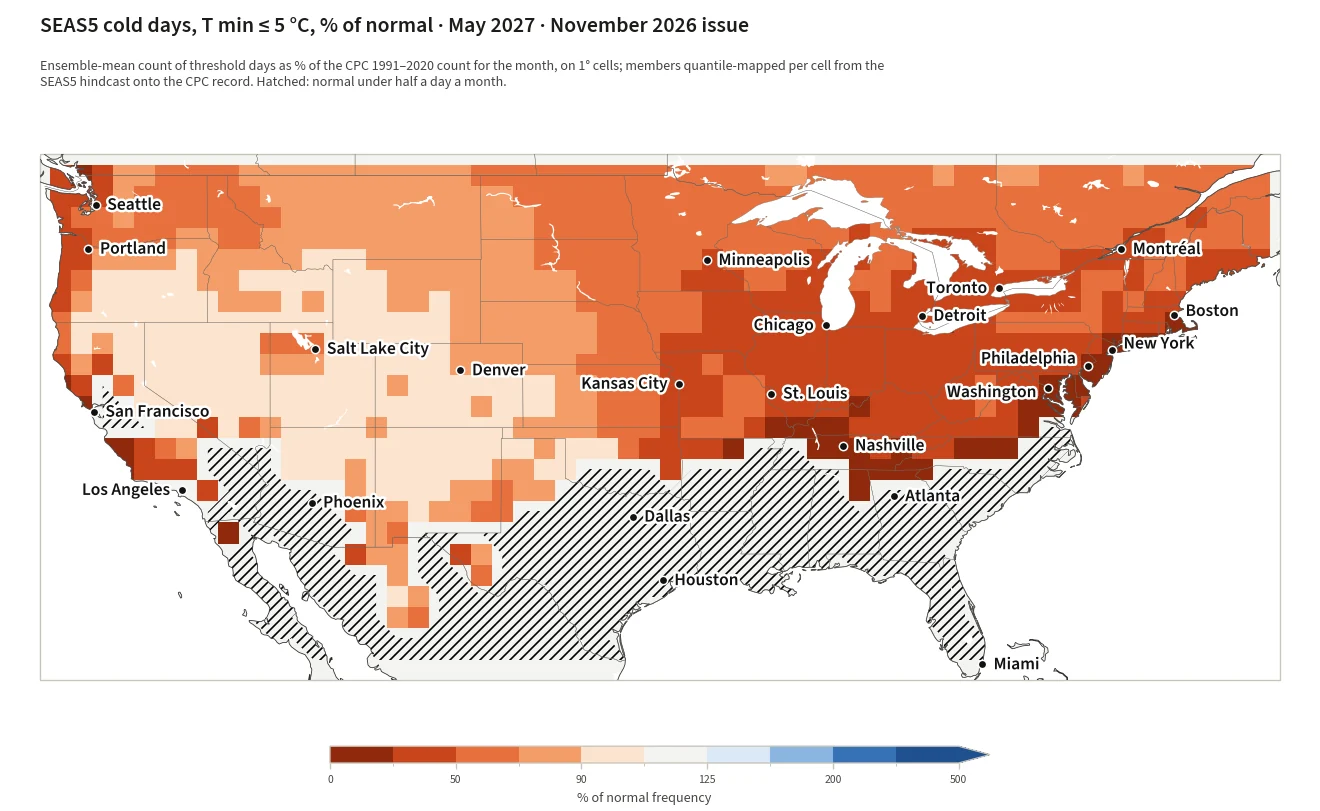 SEAS5 cold days, T min ≤ 5 °C, % of normal · May 2027 · November 2026 issue
Ensemble-mean count of threshold days as % of the CPC 1991–2020 count for the month, on 1° cells; members quantile-mapped per cell from the
SEAS5 hindcast onto the CPC record. Hatched: normal under half a day a month.
Seattle
Portland
Minneapolis
Montréal
Toronto
Boston
Chicago
Detroit
New York
Salt Lake City
Philadelphia
Denver
Kansas City
St. Louis
Washington
San Francisco
Nashville
Los Angeles
Phoenix
Atlanta
Dallas
Houston
Miami
0 50 90 125 200 500
% of normal frequency